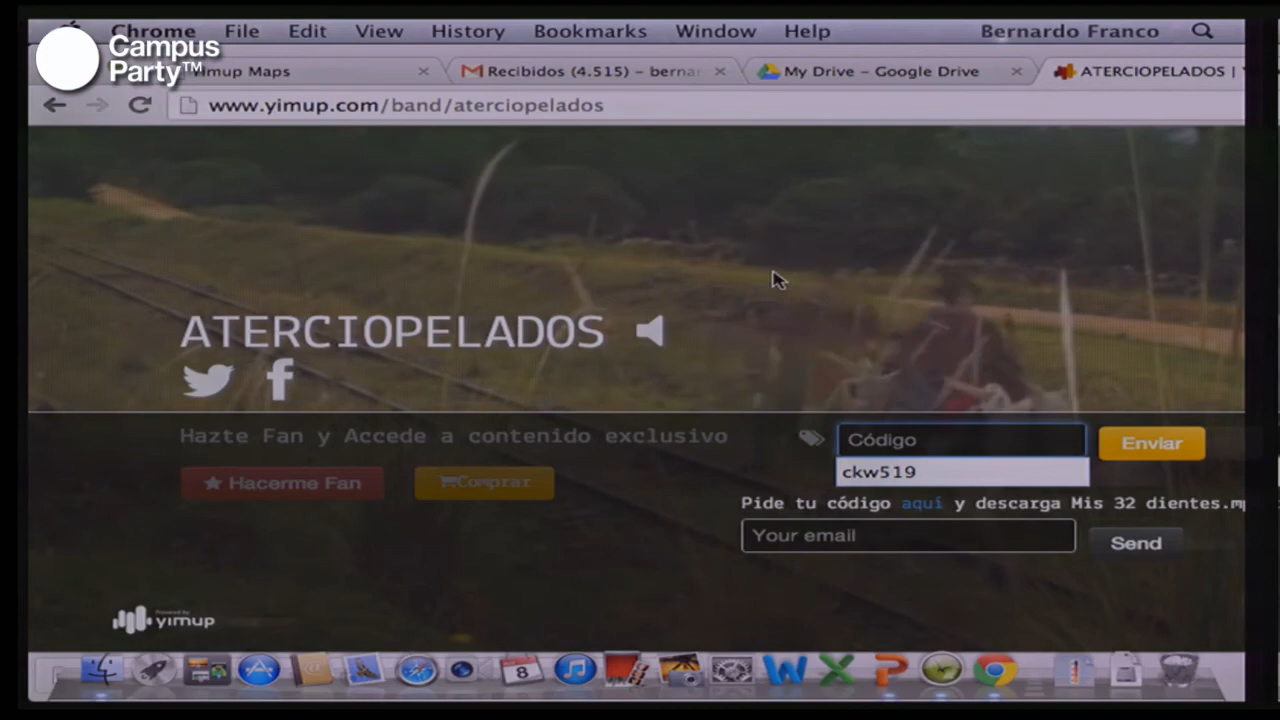 Chrome File Edit View History Bookmarks Window Help Bernardo Franco
Campus
Party™
Yimup Maps
Recibidos (4.515) – berna
My Drive – Google Drive
ATERCIOPELADOS |
www.yimup.com/band/aterciopelados
ATERCIOPELADOS
Hazte Fan y Accede a contenido exclusivo
Código
Enviar
ckw519
Hacerme Fan
Comprar
Pide tu código aquí y descarga Mis 32 dientes.m
Your email
Send
Powered by
yimup
8